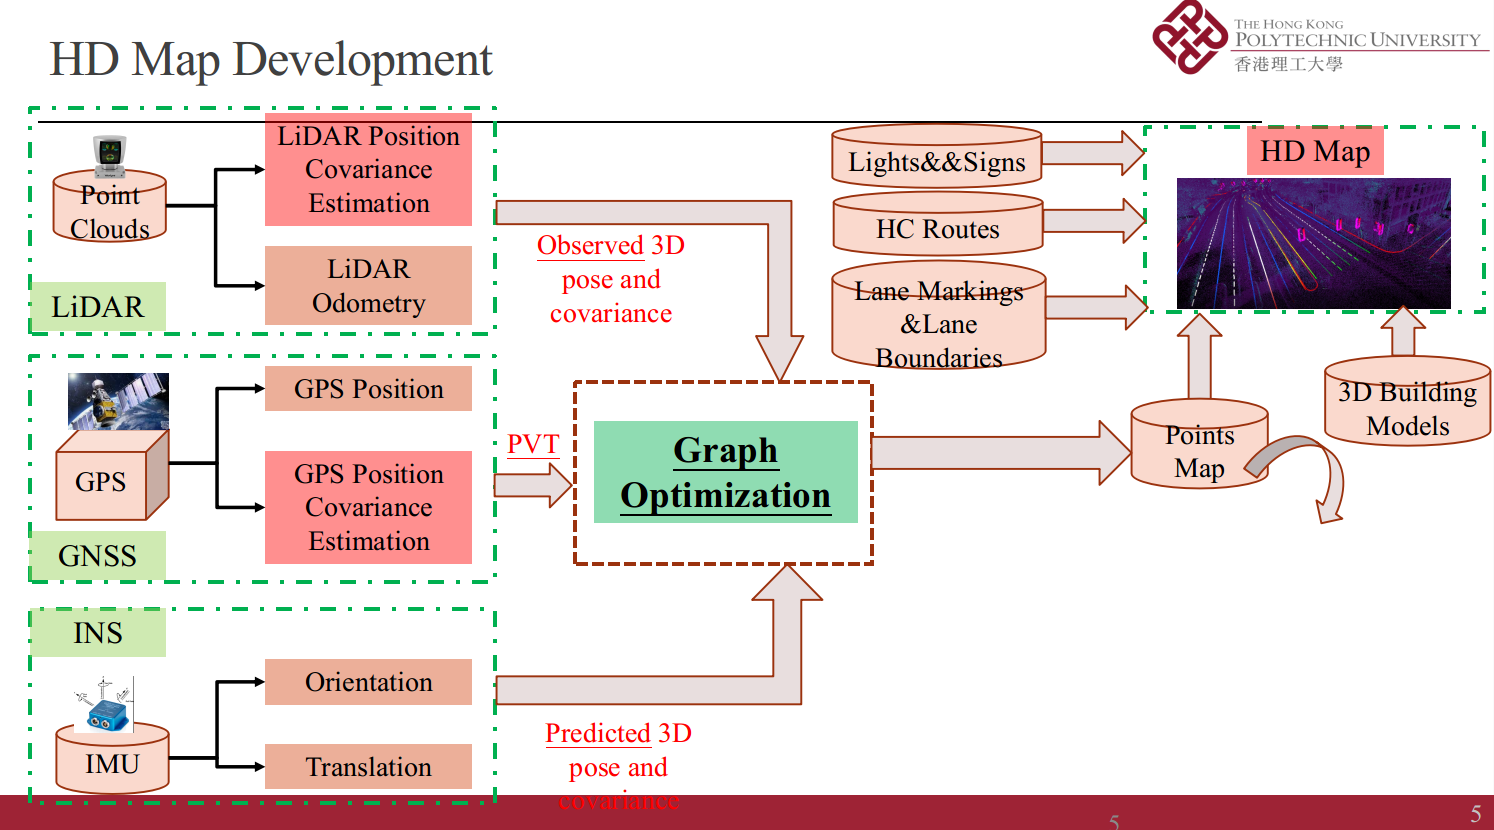 HD Map Development
THE HONG KONG
POLYTECHNIC UNIVERSITY
香港理工大學
Point
Clouds
LiDAR
LiDAR Position
Covariance
Estimation
LiDAR
Odometry
Observed 3D
pose and
covariance
GPS
GNSS
GPS Position
GPS Position
Covariance
Estimation
PVT
INS
IMU
Orientation
Translation
Predicted 3D
pose and
covariance
Graph
Optimization
Lights&&Signs
HC Routes
Lane Markings
&Lane
Boundaries
HD Map
Points
Map
3D Building
Models
5
5